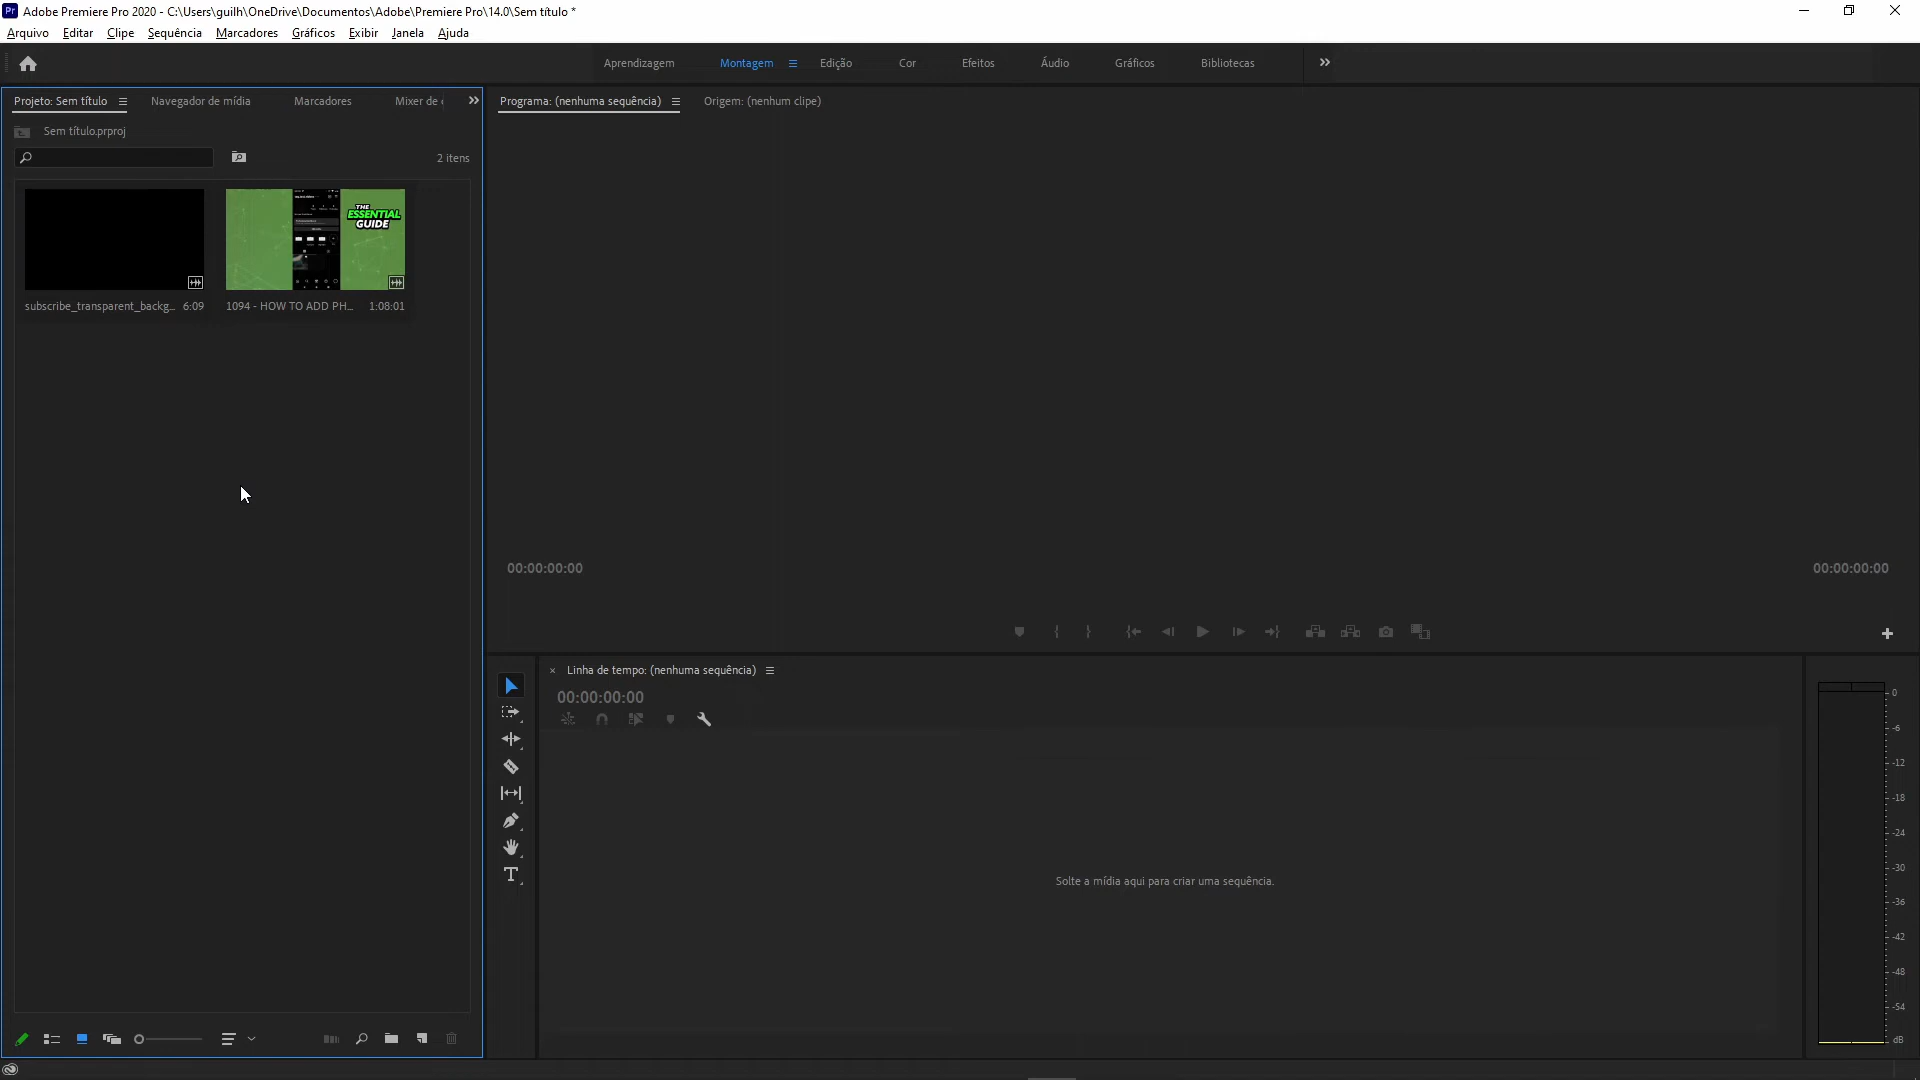 Adobe Premiere Pro 2020 - C:\Users\guilh\OneDrive\Documentos\Adobe\Premiere Pro\14.0\Sem título *
Arquivo Editar Clipe Sequência Marcadores Gráficos Exibir Janela Ajuda
Aprendizagem Montagem Edição Cor Efeitos Áudio Gráficos Bibliotecas
Projeto: Sem título Navegador de mídia Marcadores Mixer de
Programa: (nenhuma sequência) Origem: (nenhum clipe)
Sem título.prproj
2 itens
THE
ESSENTIAL
GUIDE
subscribe_transparent_backg... 6:09
1094 - HOW TO ADD PH... 1:08:01
00:00:00:00
00:00:00:00
Linha de tempo: (nenhuma sequência)
00:00:00:00
Solte a mídia aqui para criar uma sequência.
0
-6
-12
-18
-24
-30
-36
-42
-48
-54
dB